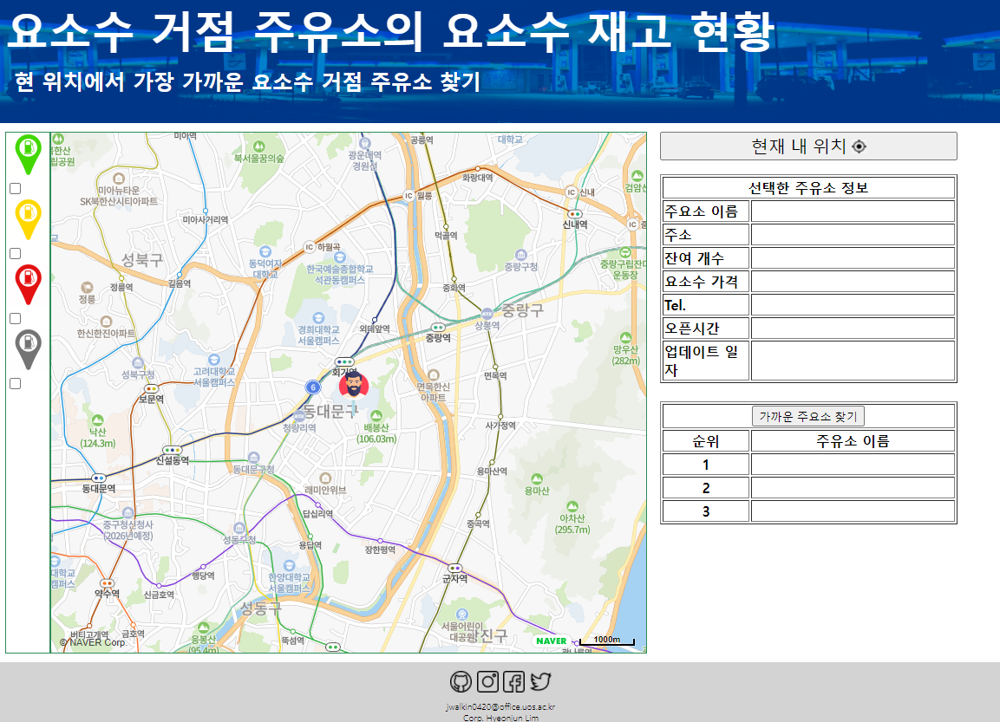 요소수 거점 주유소의 요소수 재고 현황
현 위치에서 가장 가까운 요소수 거점 주유소 찾기
현재 내 위치
선택한 주유소 정보
주요소 이름
주소
잔여 개수
요소수 가격
Tel.
오픈시간
업데이트 일
자
가까운 주요소 찾기
순위 주유소 이름
1
2
3
미아역
공릉역
대학교
북한산
립공원
북서울꿈의숲
광운대역
경원선
화랑대역
미아뉴타운
SK북한산시티아파트
IC 월릉
IC 신내
검암산
미아사거리역
신내역
IC
먹골역
IC 하월곡
성북구
동덕여자
대학교
한국예술종합학교
석관동캠퍼스
중랑구청
중랑구립잔디
운동장
정릉역
길음역
정릉
중화역
중랑구
상봉역
경희대학교
서울캠퍼스
외대앞역
중랑역
한신한진아파트
망우산
(282m)
성북구청
고려대학교
서울캠퍼스
회기역
면목역
면목한신
아파트
6
보문역
동대문구
청량리역
배봉산
(106.03m)
사가정역
낙산
(124.3m)
신설동역
동대문구청
래미안위브
용마산역
용마산
동대문역
답십리역
아차산
(295.7m)
중구청신청사
(2026년예정)
성동구청
용답역
장한평역
중곡역
대학교
캠퍼스
행당역
한양대학교
서울캠퍼스
군자역
약수역
신금호역
성동구
서울어린이
대공원
광진구
버티고개역
금호역
응봉산
(95.4m)
뚝섬역
광나루역
© NAVER Corp.
NAVER
1000m
jwalkin0420@office.uos.ac.kr
Corp. Hyeonjun Lim